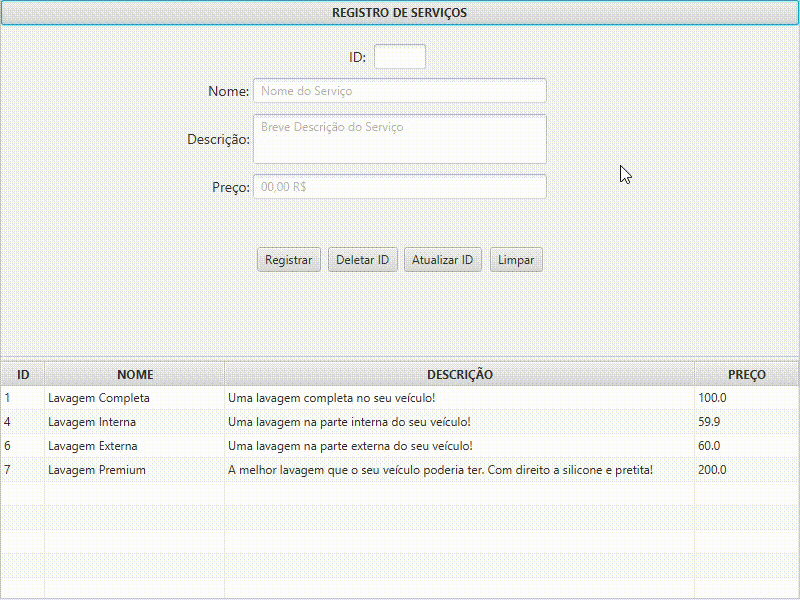 REGISTRO DE SERVIÇOS
ID:
Nome: Nome do Serviço
Descrição: Breve Descrição do Serviço
Preço: 00,00 R$
Registrar Deletar ID Atualizar ID Limpar
ID NOME DESCRIÇÃO PREÇO
1 Lavagem Completa Uma lavagem completa no seu veículo! 100.0
4 Lavagem Interna Uma lavagem na parte interna do seu veículo! 59.9
6 Lavagem Externa Uma lavagem na parte externa do seu veículo! 60.0
7 Lavagem Premium A melhor lavagem que o seu veículo poderia ter. Com direito a silicone e pretita! 200.0